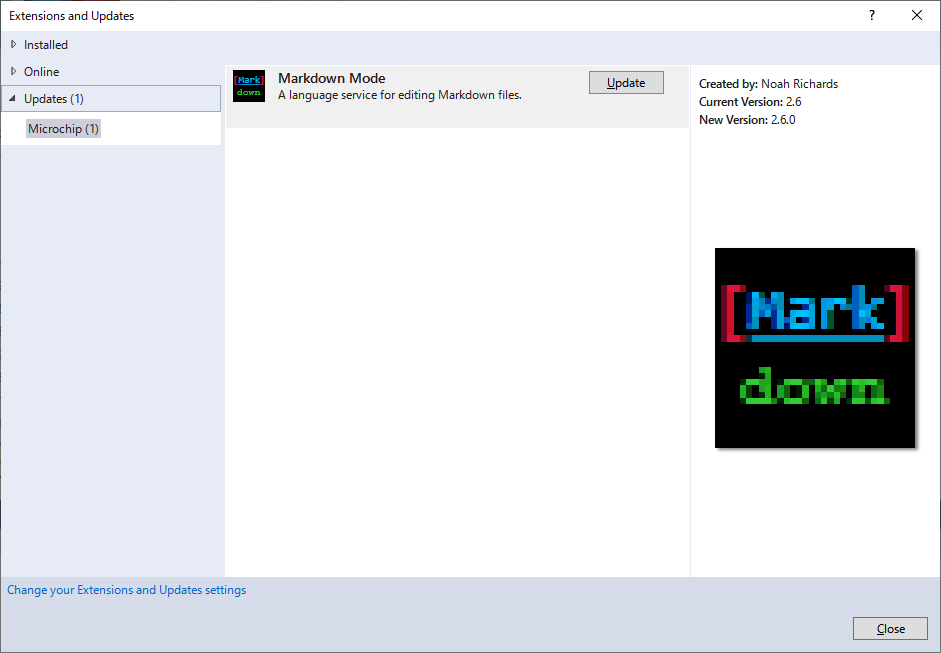 Extensions and Updates
?
Installed
Online
Updates (1)
Microchip (1)
[Mark]
down
Markdown Mode
A language service for editing Markdown files.
Update
Created by: Noah Richards
Current Version: 2.6
New Version: 2.6.0
[Mark]
down
Change your Extensions and Updates settings
Close